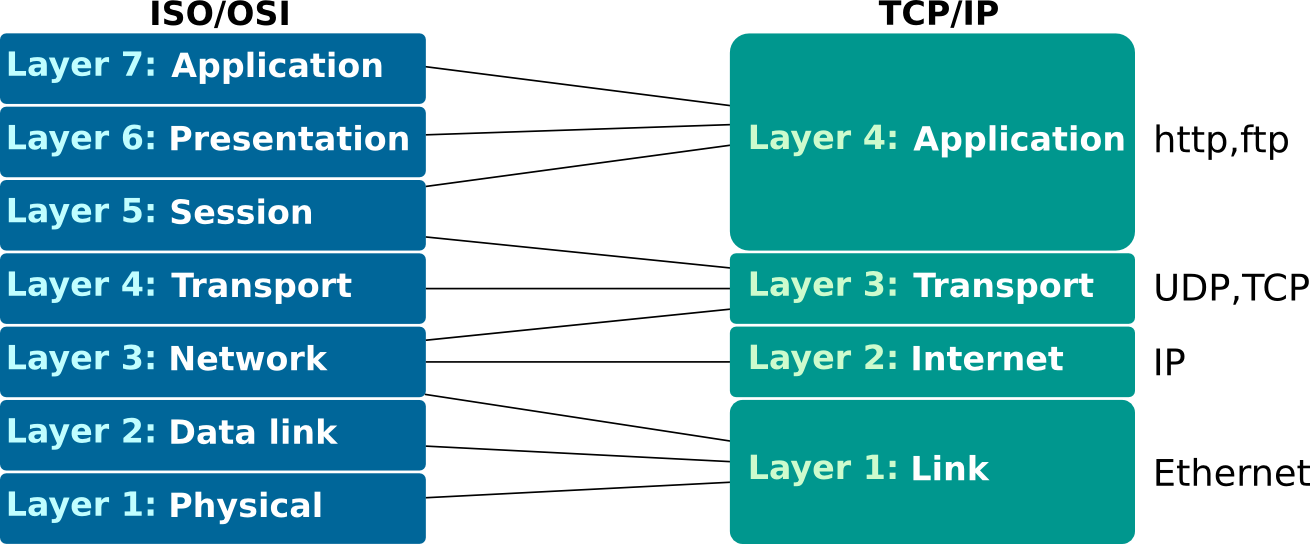 ISO/OSI
TCP/IP
Layer 7: Application
Layer 6: Presentation
Layer 5: Session
Layer 4: Transport
Layer 3: Network
Layer 2: Data link
Layer 1: Physical
Layer 4: Application
http,ftp
Layer 3: Transport
UDP,TCP
Layer 2: Internet
IP
Layer 1: Link
Ethernet